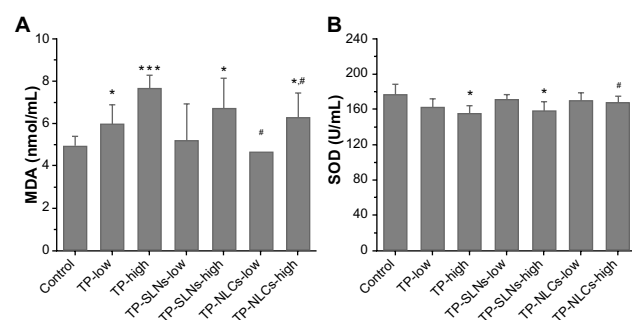 A
MDA (nmol/mL)
10
8
6
4
2
0
*
***
*
#
*,#
Control
TP-low
TP-high
TP-SLNs-low
TP-SLNs-high
TP-NLCs-low
TP-NLCs-high
B
SOD (U/mL)
240
200
160
120
80
40
0
*
*
#
Control
TP-low
TP-high
TP-SLNs-low
TP-SLNs-high
TP-NLCs-low
TP-NLCs-high